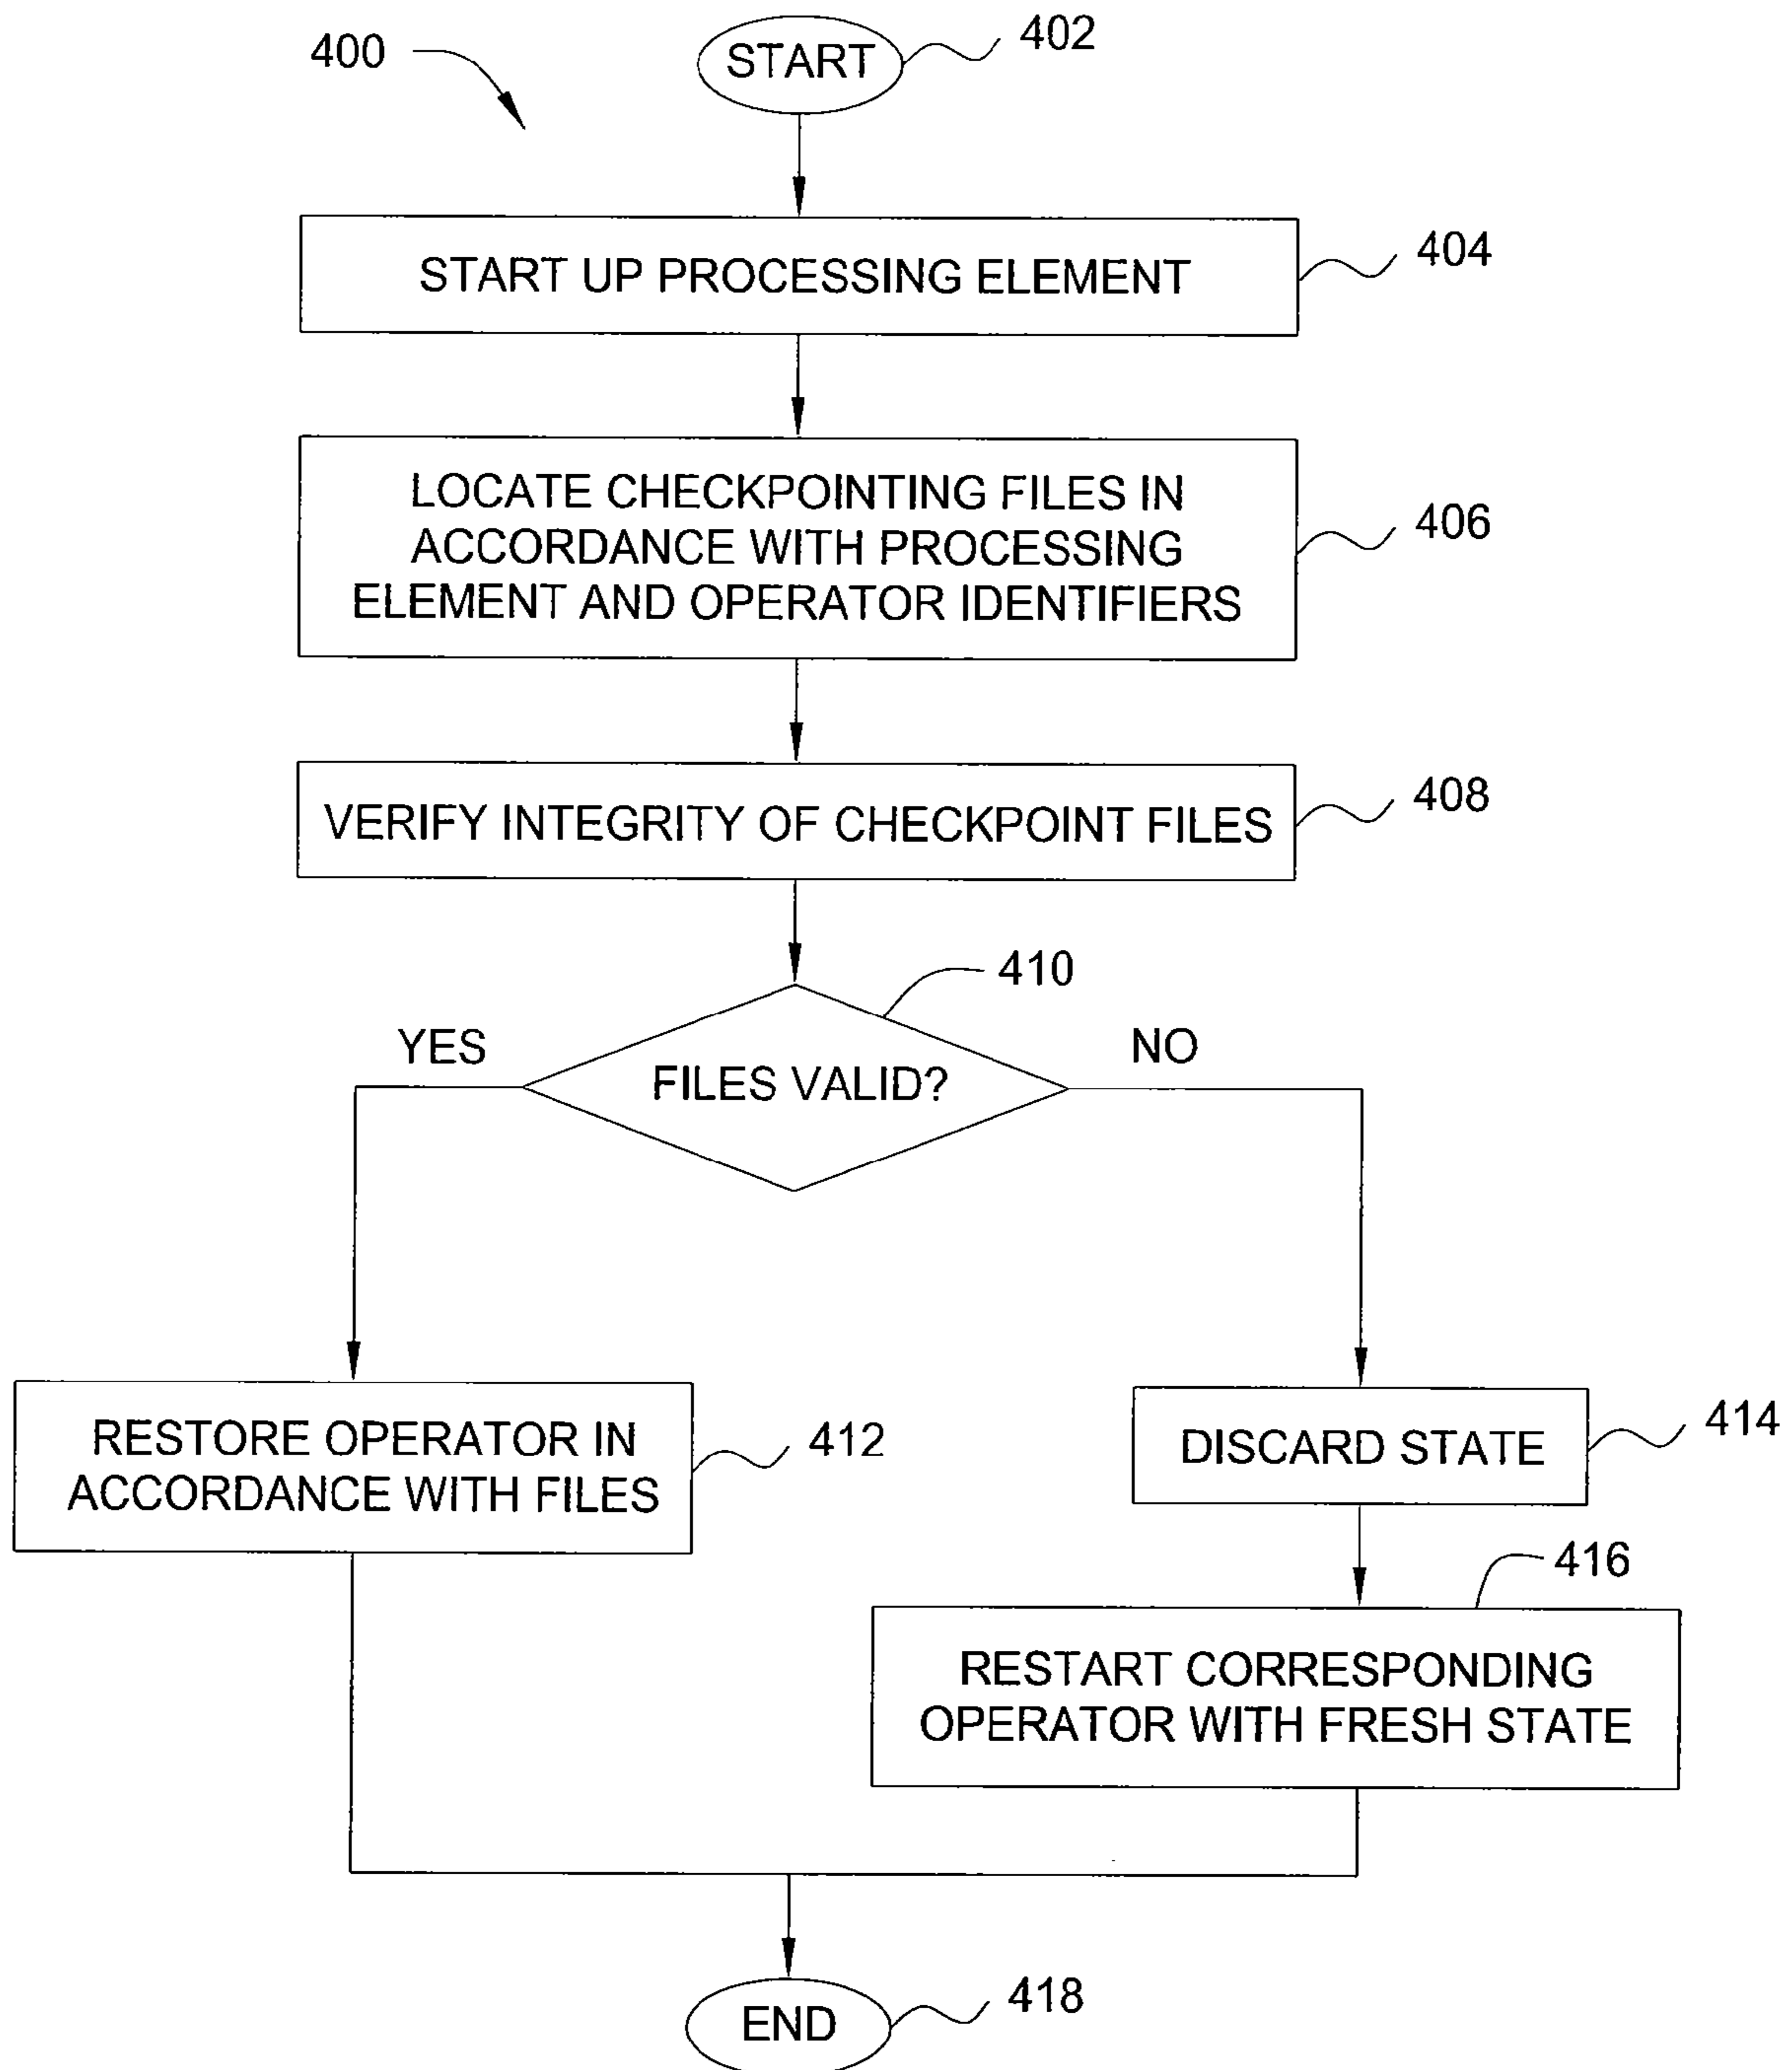 400
START
402
START UP PROCESSING ELEMENT
404
LOCATE CHECKPOINTING FILES IN
ACCORDANCE WITH PROCESSING
ELEMENT AND OPERATOR IDENTIFIERS
406
VERIFY INTEGRITY OF CHECKPOINT FILES
408
410
YES
FILES VALID?
NO
RESTORE OPERATOR IN
ACCORDANCE WITH FILES
412
DISCARD STATE
414
416
RESTART CORRESPONDING
OPERATOR WITH FRESH STATE
END
418